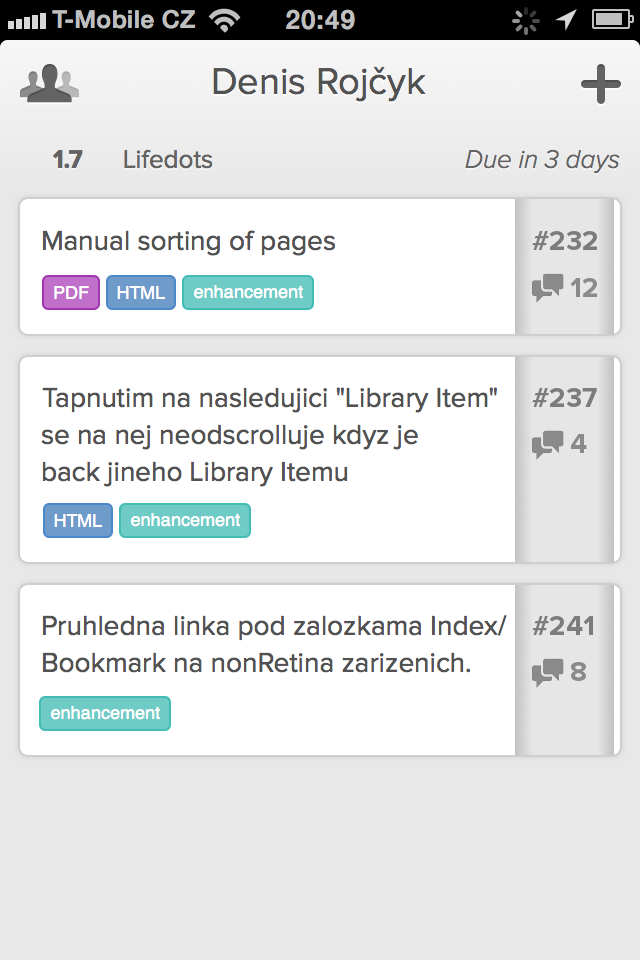 T-Mobile CZ 20:49
Denis Rojčyk
1.7 Lifedots Due in 3 days
Manual sorting of pages #232
PDF HTML enhancement 12
Tapnutim na nasledujici "Library Item" #237
se na nej neodscrolluje kdyz je 4
back jineho Library Itemu
HTML enhancement
Pruhledna linka pod zalozkama Index/ #241
Bookmark na nonRetina zarizenich. 8
enhancement